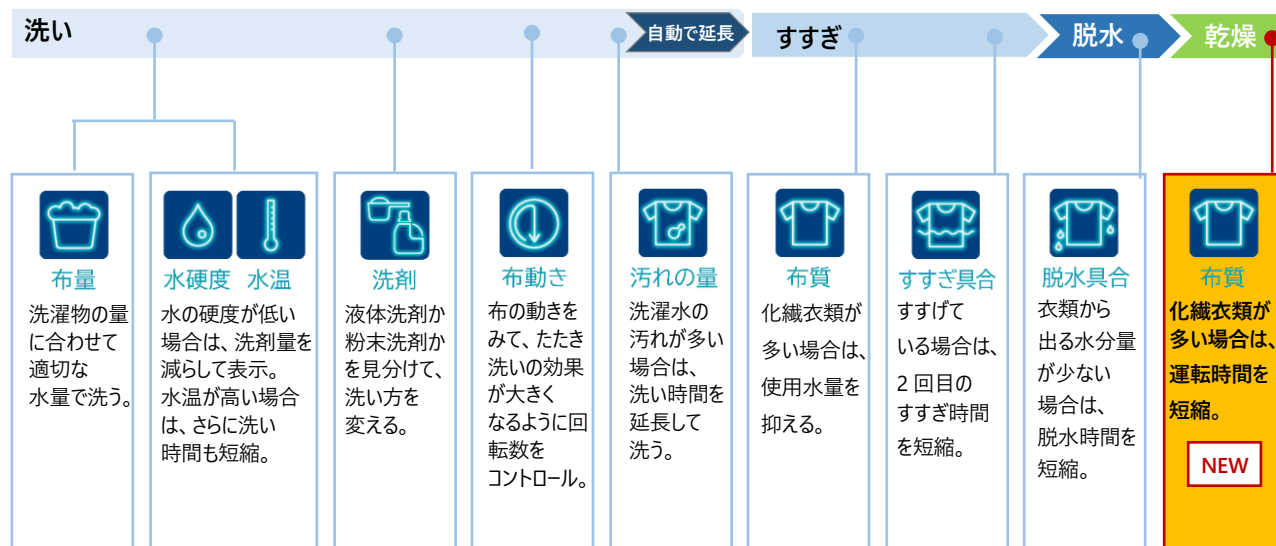 洗い
自動で延長
すすぎ
脱水
乾燥
布量
洗濯物の量
に合わせて
適切な
水量で洗う。
水硬度 水温
水の硬度が低い
場合は、洗剤量を
減らして表示。
水温が高い場合
は、さらに洗い
時間も短縮。
洗剤
液体洗剤か
粉末洗剤か
を見分けて、
洗い方を
変える。
布動き
布の動きを
みて、たたき
洗いの効果
が大きく
なるように回
転数を
コントロール。
汚れの量
洗濯水の
汚れが多い
場合は、
洗い時間を
延長して
洗う。
布質
化繊衣類が
多い場合は、
使用水量を
抑える。
すすぎ具合
すすげて
いる場合は、
2 回目の
すすぎ時間
を短縮。
脱水具合
衣類から
出る水分量
が少ない
場合は、
脱水時間を
短縮。
布質
化繊衣類が
多い場合は、
運転時間を
短縮。
NEW